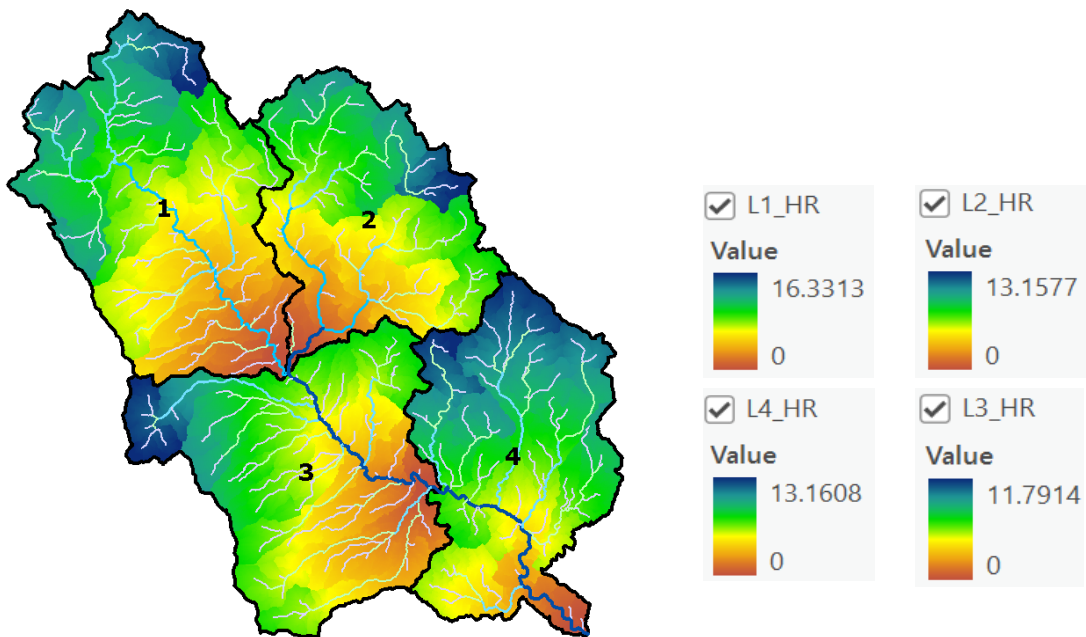 1
2
3
4
L1_HR
Value
16.3313
0
L2_HR
Value
13.1577
0
L4_HR
Value
13.1608
0
L3_HR
Value
11.7914
0